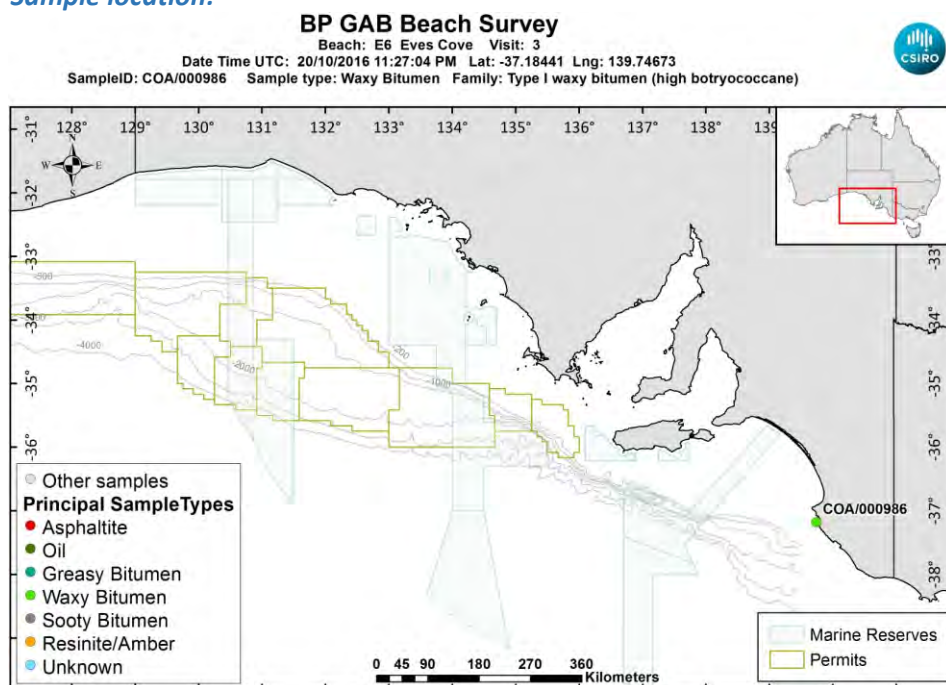 Sample location:
BP GAB Beach Survey
Beach: E6 Eves Cove Visit: 3
Date Time UTC: 20/10/2016 11:27:04 PM Lat: -37.18441 Lng: 139.74673
SampleID: COA/000986 Sample type: Waxy Bitumen Family: Type I waxy bitumen (high botryococcane)
CSIRO
128° 129° 130° 131° 132° 133° 134° 135° 136° 137° 138° 139
-31°
N
W E
S
-32°
-33°
-34° -34°
-200
-4000
-2000
-1000
-35° -35°
-36° -36°
COA/000986
-37°
-38°
Other samples
Principal SampleTypes
Asphaltite
Oil
Greasy Bitumen
Waxy Bitumen
Sooty Bitumen
Resinite/Amber
Unknown
Marine Reserves
Permits
0 45 90 180 270 360
Kilometers